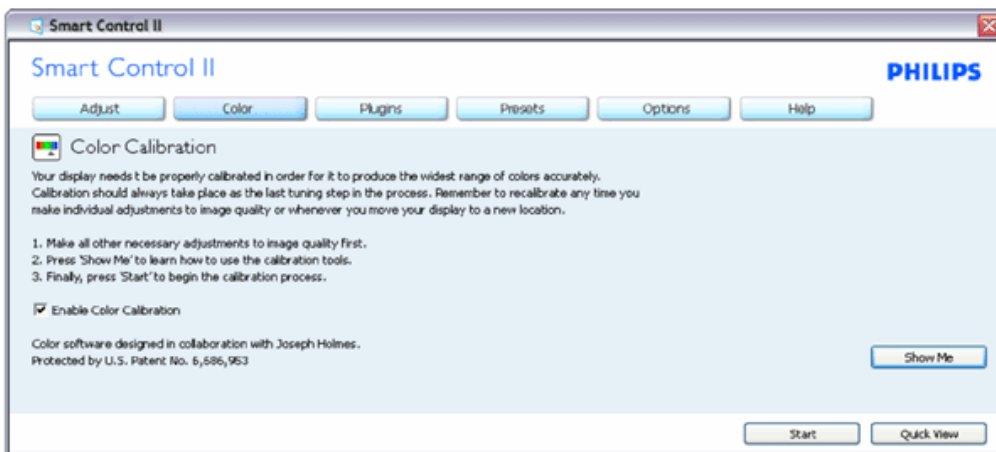 Smart Control II
Smart Control II
PHILIPS
Adjust Color Plugins Presets Options Help
Color Calibration
Your display needs t be properly calibrated in order for it to produce the widest range of colors accurately.
Calibration should always take place as the last tuning step in the process. Remember to recalibrate any time you
make individual adjustments to image quality or whenever you move your display to a new location.
1. Make all other necessary adjustments to image quality first.
2. Press 'Show Me' to learn how to use the calibration tools.
3. Finally, press 'Start' to begin the calibration process.
Enable Color Calibration
Color software designed in collaboration with Joseph Holmes.
Protected by U.S. Patent No. 6,686,953
Show Me
Start Quick View